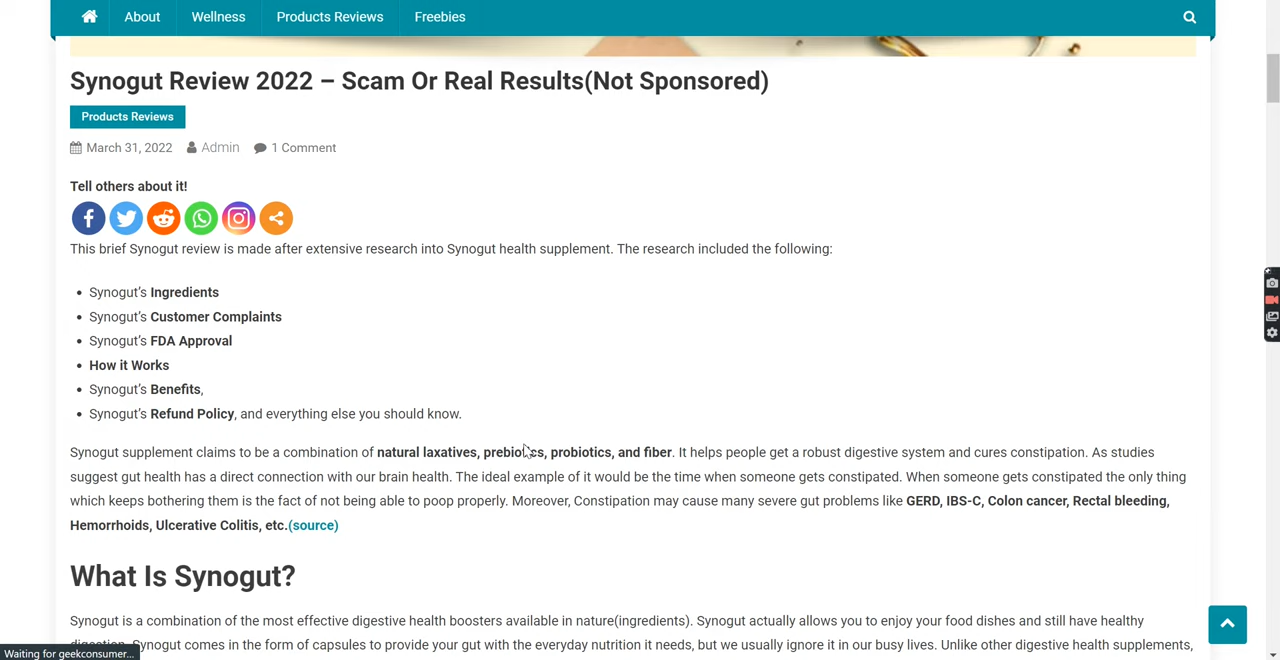 About Wellness Products Reviews Freebies
Synogut Review 2022 – Scam Or Real Results(Not Sponsored)
Products Reviews
March 31, 2022 Admin 1 Comment
Tell others about it!
This brief Synogut review is made after extensive research into Synogut health supplement. The research included the following:
• Synogut’s Ingredients
• Synogut’s Customer Complaints
• Synogut’s FDA Approval
• How it Works
• Synogut’s Benefits,
• Synogut’s Refund Policy, and everything else you should know.
Synogut supplement claims to be a combination of natural laxatives, prebiotics, probiotics, and fiber. It helps people get a robust digestive system and cures constipation. As studies
suggest gut health has a direct connection with our brain health. The ideal example of it would be the time when someone gets constipated. When someone gets constipated the only thing
which keeps bothering them is the fact of not being able to poop properly. Moreover, Constipation may cause many severe gut problems like GERD, IBS-C, Colon cancer, Rectal bleeding,
Hemorrhoids, Ulcerative Colitis, etc.(source)
What Is Synogut?
Synogut is a combination of the most effective digestive health boosters available in nature(ingredients). Synogut actually allows you to enjoy your food dishes and still have healthy
digestion. Synogut comes in the form of capsules to provide your gut with the everyday nutrition it needs, but we usually ignore it in our busy lives. Unlike other digestive health supplements,
Waiting for geekconsumer...